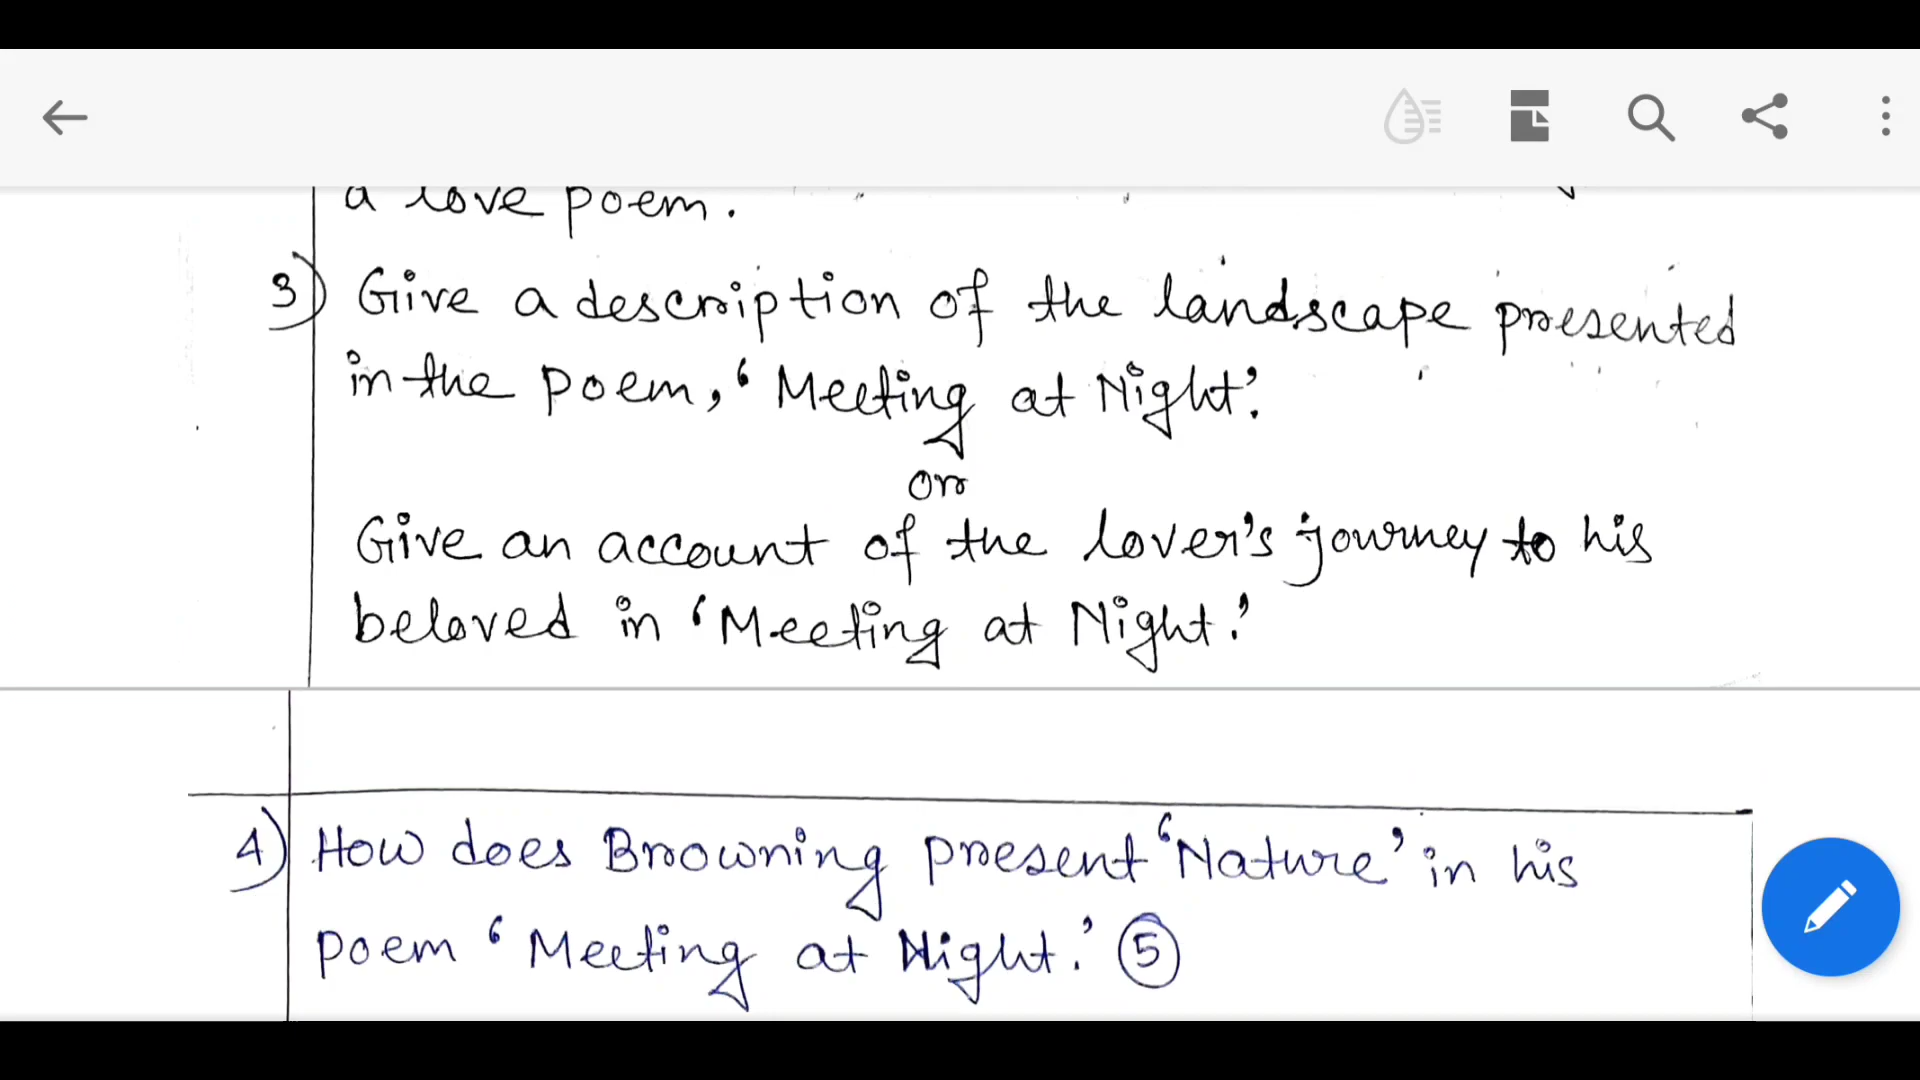 a love poem.
3) Give a description of the landscape presented
in the poem, 'Meeting at Night'.
or
Give an account of the lover's journey to his
beloved in 'Meeting at Night.'
4) How does Browning present 'Nature' in his
poem 'Meeting at Night.' 5